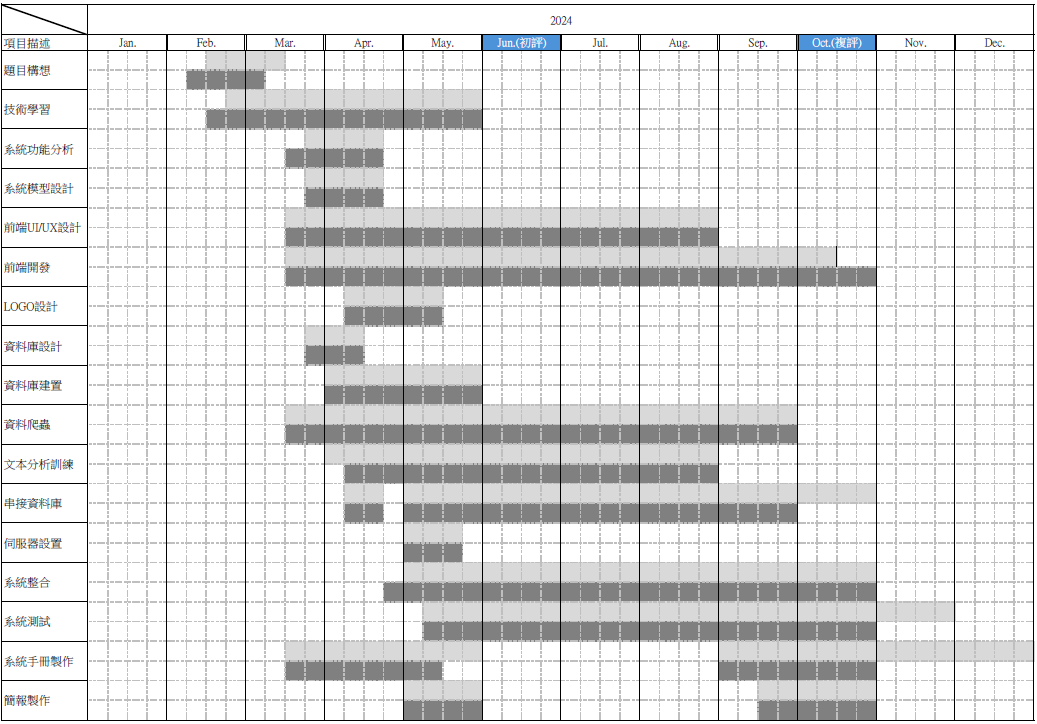 2024
項目描述 Jan. Feb. Mar. Apr. May. Jun.(初評) Jul. Aug. Sep. Oct.(複評) Nov. Dec.
題目構想
技術學習
系統功能分析
系統模型設計
前端UI/UX設計
前端開發
LOGO設計
資料庫設計
資料庫建置
資料爬蟲
文本分析訓練
串接資料庫
伺服器設置
系統整合
系統測試
系統手冊製作
簡報製作